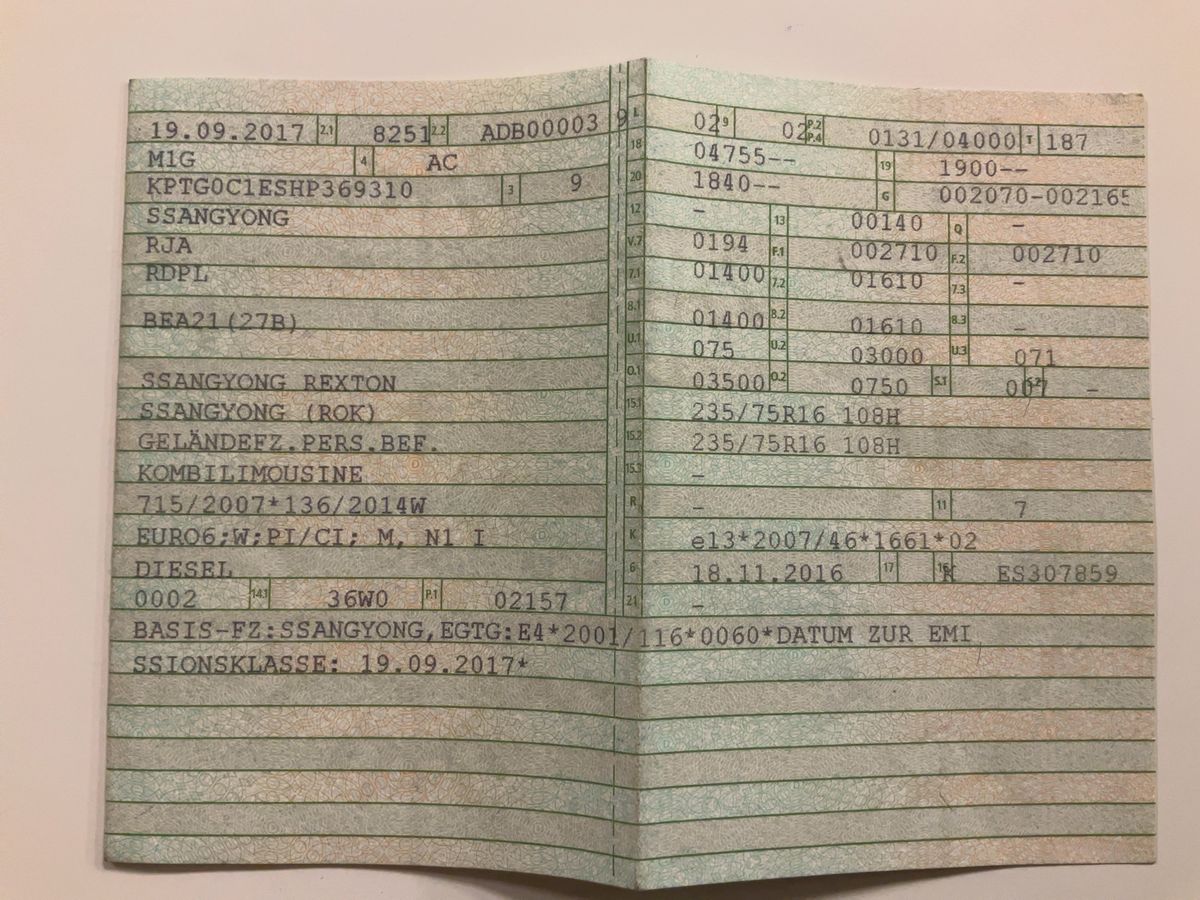 19.09.2017 2.1 8251 2.2 ADB00003 9
M1G 4 AC
KPTG0C1ESHP369310 3 9
SSANGYONG
RJA
RDPL
BEA21(27B)
SSANGYONG REXTON
SSANGYONG (ROK)
GELÄNDEFZ.PERS.BEF.
KOMBILIMOUSINE
715/2007*136/2014W
EURO6;W;PI/CI; M, N1 I
DIESEL
0002 14.1 36W0 P.1 02157
L 02 9 02 P.2 P.4 0131/04000 T 187
18 04755-- 19 1900--
20 1840-- G 002070-002165
12 - 13 00140 Q -
V.7 0194 F.1 002710 F.2 002710
7.1 01400 7.2 01610 7.3 -
8.1 01400 8.2 01610 8.3 -
U.1 075 U.2 03000 U.3 071
O.1 03500 O.2 0750 S.1 007 S.2 -
15.1 235/75R16 108H
15.2 235/75R16 108H
15.3 -
R - 11 7
K e13*2007/46*1661*02
6 18.11.2016 17 K 16 ES307859
21 -
BASIS-FZ:SSANGYONG,EGTG:E4*2001/116*0060*DATUM ZUR EMI
SSIONSKLASSE: 19.09.2017*